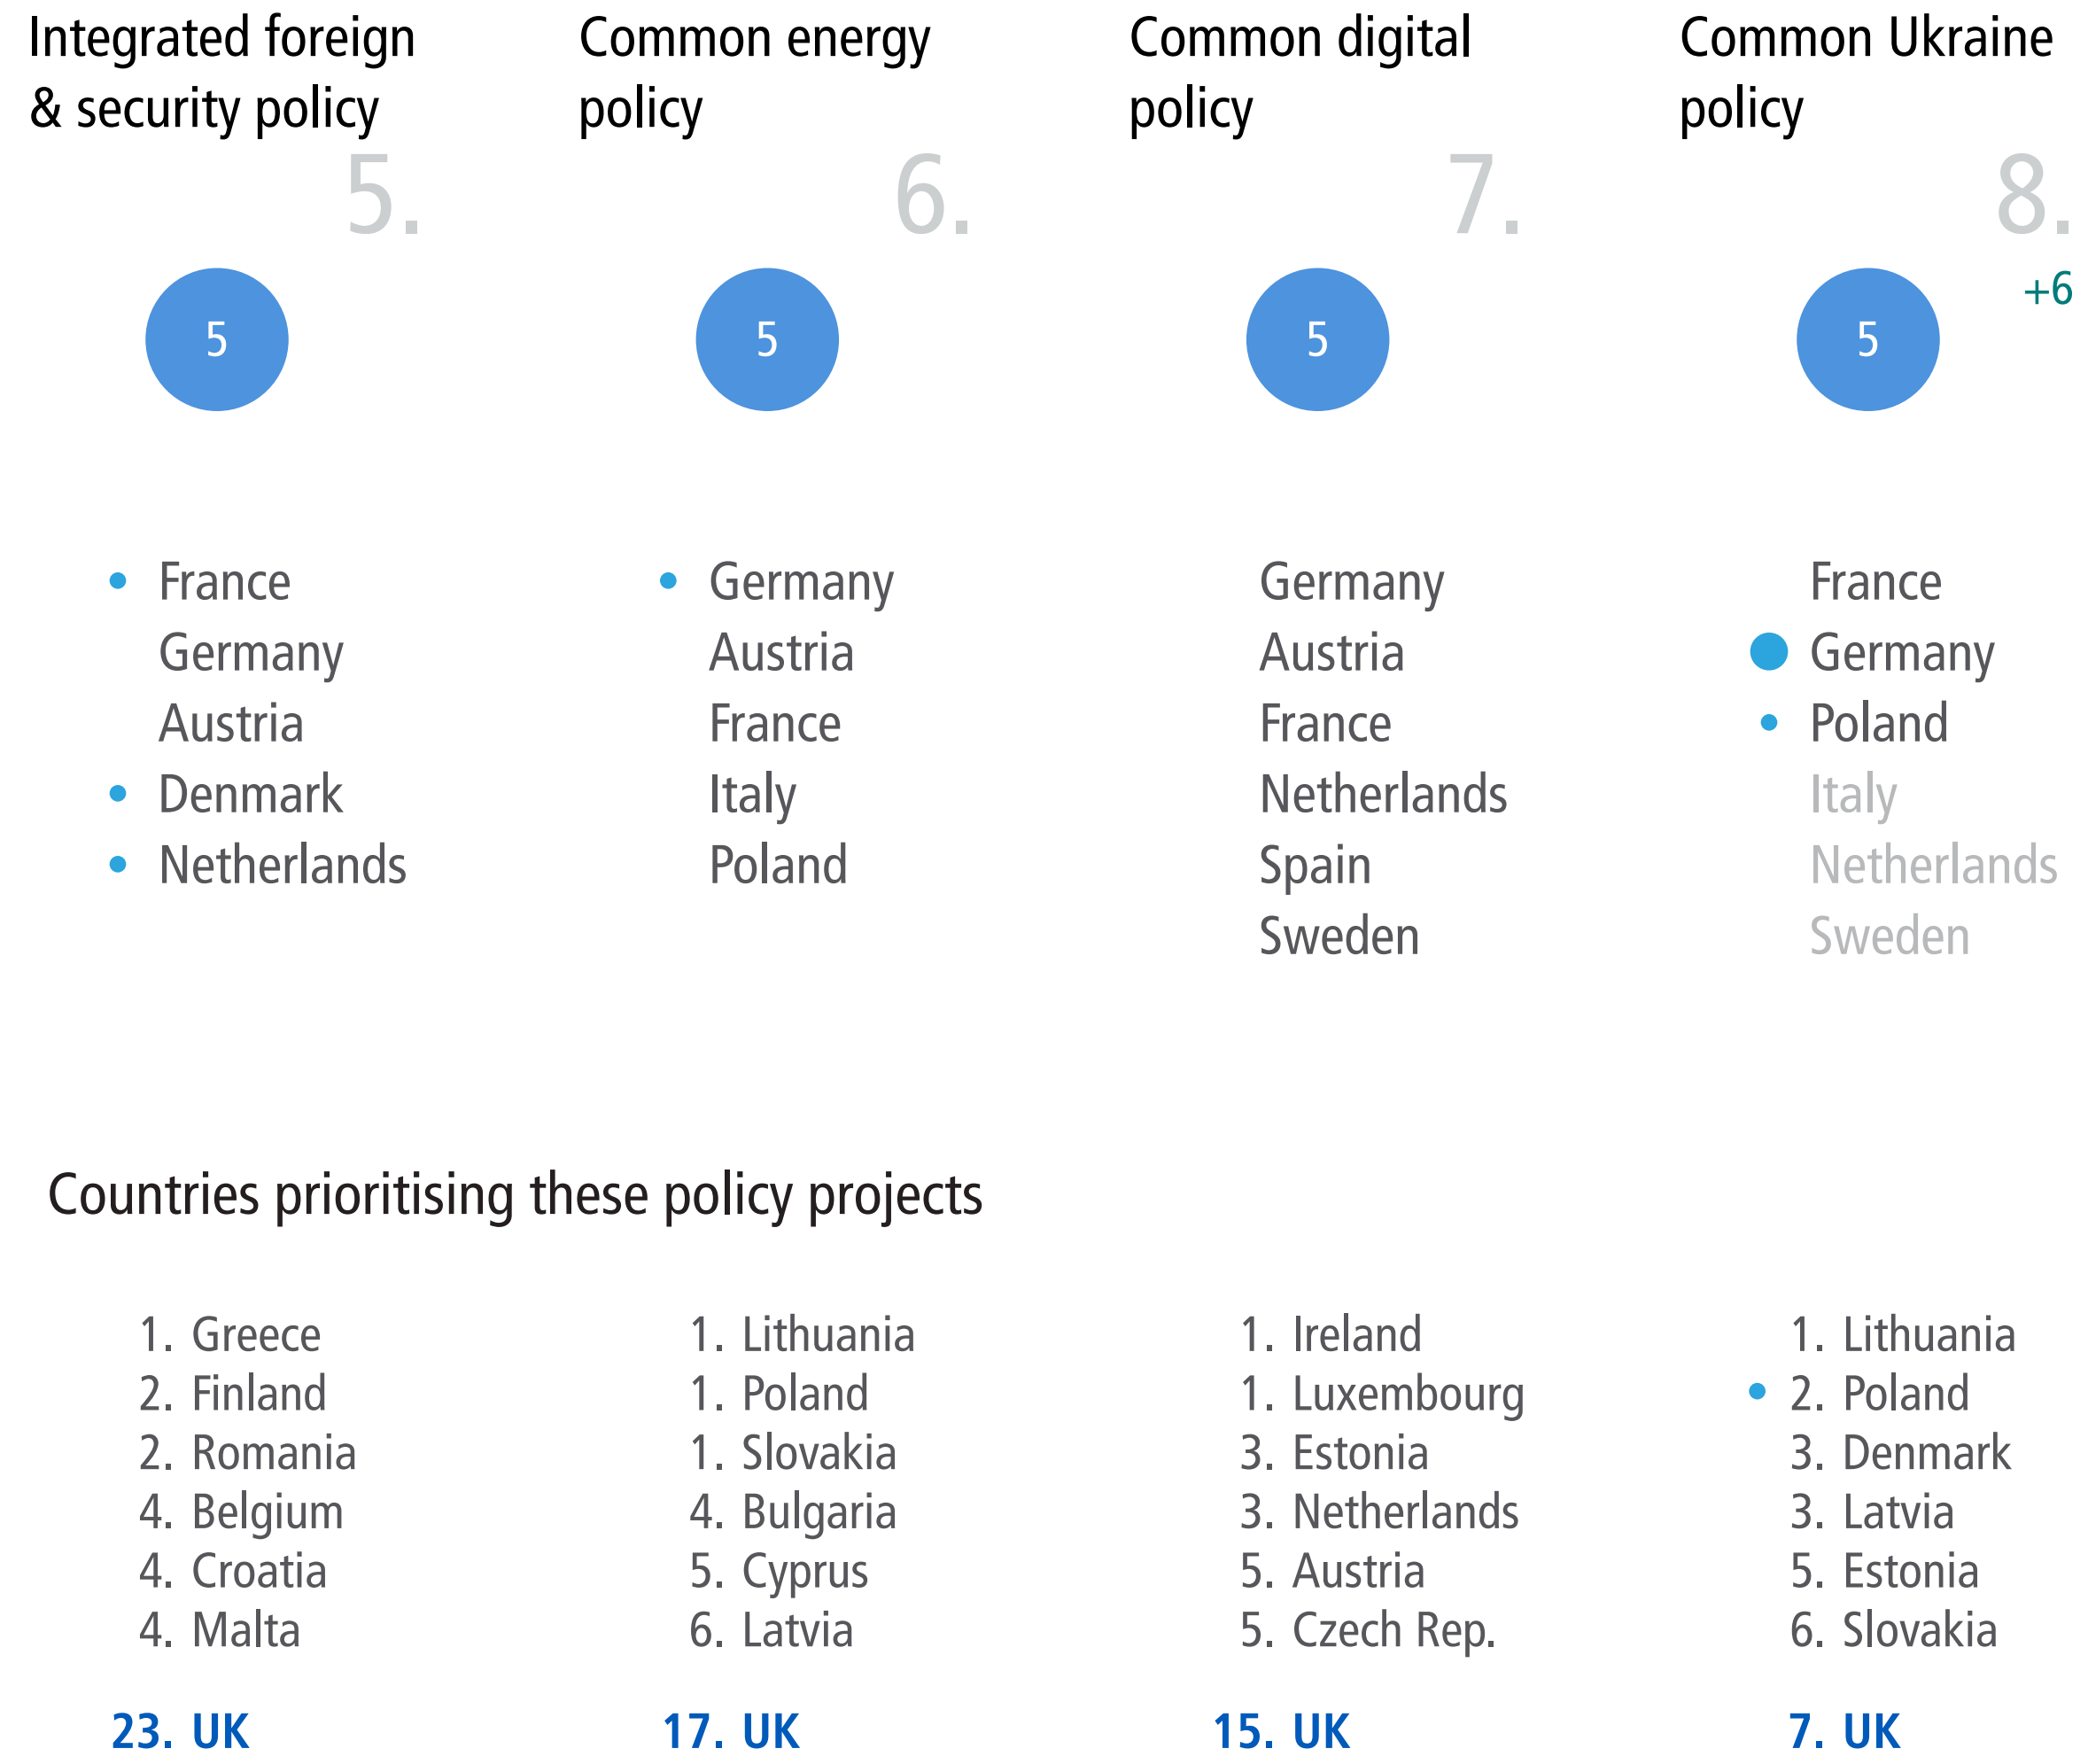 Integrated foreign
& security policy
5.
5
France
Germany
Austria
Denmark
Netherlands
Common energy
policy
6.
5
Germany
Austria
France
Italy
Poland
Common digital
policy
7.
5
Germany
Austria
France
Netherlands
Spain
Sweden
Common Ukraine
policy
8.
+6
5
France
Germany
Poland
Italy
Netherlands
Sweden
Countries prioritising these policy projects
1. Greece
2. Finland
2. Romania
4. Belgium
4. Croatia
4. Malta
23. UK
1. Lithuania
1. Poland
1. Slovakia
4. Bulgaria
5. Cyprus
6. Latvia
17. UK
1. Ireland
1. Luxembourg
3. Estonia
3. Netherlands
5. Austria
5. Czech Rep.
15. UK
1. Lithuania
2. Poland
3. Denmark
3. Latvia
5. Estonia
6. Slovakia
7. UK